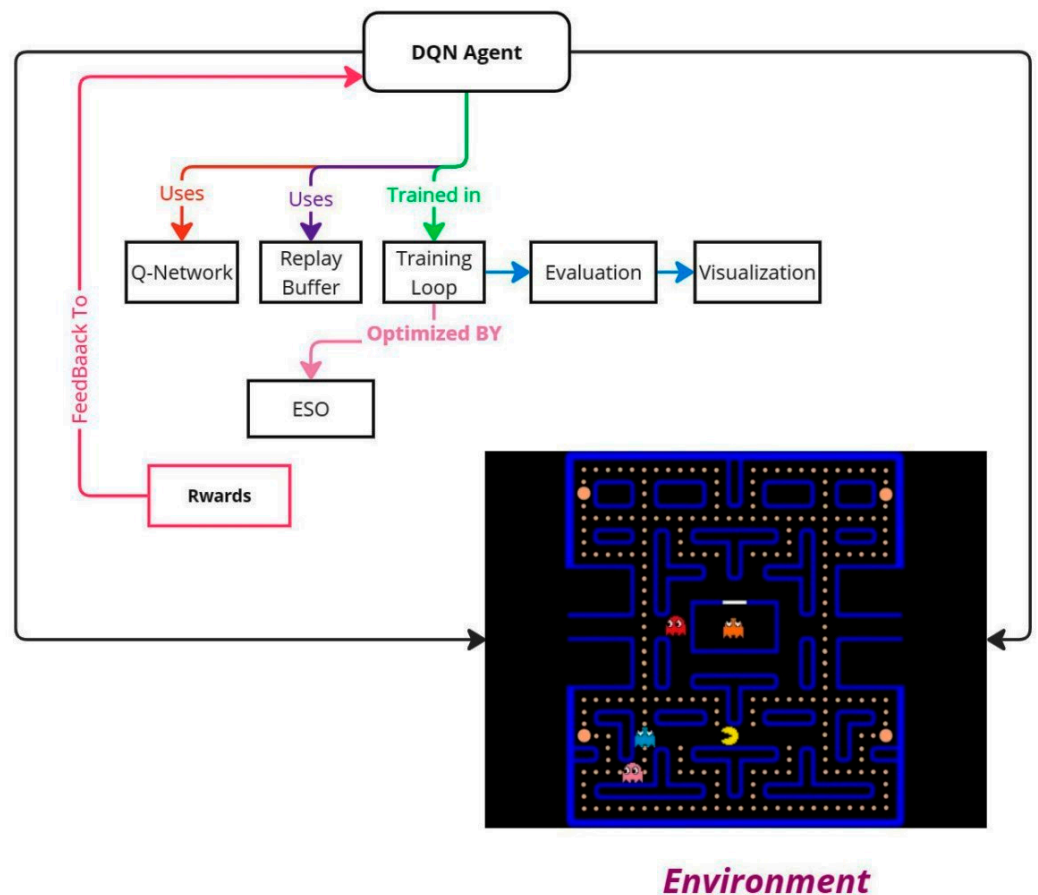 DQN Agent
Uses
Uses
Trained in
Q-Network
Replay
Buffer
Training
Loop
Evaluation
Visualization
Optimized BY
FeedBaack To
ESO
Rwards
Environment